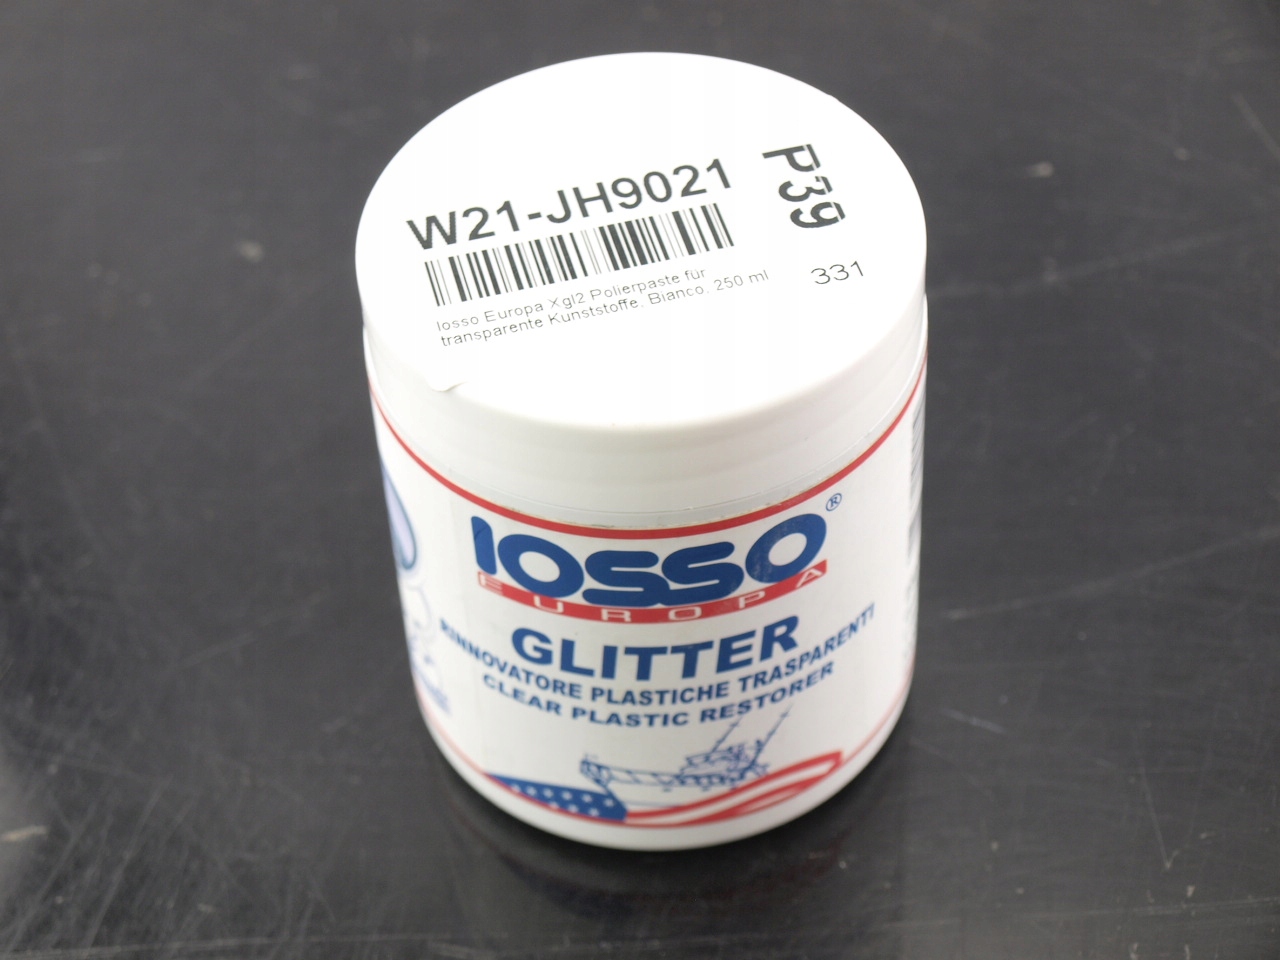 W21-JH9021
P39
Iosso Europa Xgl2 Polierpaste für
transparente Kunststoffe, Bianco, 250 ml
331
IOSSO®
EUROPA
GLITTER
RINNOVATORE PLASTICHE TRASPARENTI
CLEAR PLASTIC RESTORER